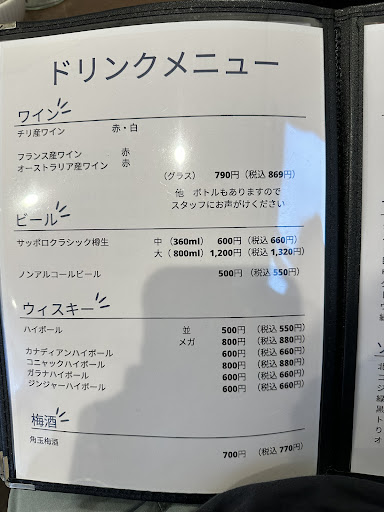 ドリンクメニュー
ワイン
チリ産ワイン 赤・白
フランス産ワイン 赤
オーストラリア産ワイン 赤
(グラス) 790円(税込 869円)
他 ボトルもありますので
スタッフにお声がけください
ビール
サッポロクラシック樽生 中 (360ml) 600円(税込 660円)
大( 800ml) 1,200円(税込 1,320円)
ノンアルコールビール 500円(税込 550円)
ウィスキー
ハイボール 並 500円 (税込 550円)
メガ 800円 (税込 880円)
カナディアンハイボール 600円 (税込 660円)
コニャックハイボール 800円 (税込 880円)
ガラナハイボール 600円 (税込 660円)
ジンジャーハイボール 600円 (税込 660円)
梅酒
角玉梅酒 700円 (税込 770円)